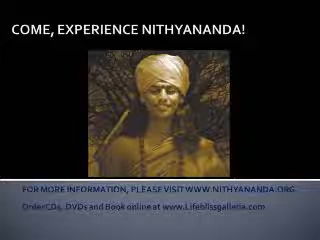 COME, EXPERIENCE NITHYANANDA!
FOR MORE INFORMATION, PLEASE VISIT WWW.NITHYANANDA.ORG
Order CDs, DVDs and Book online at www.Lifeblissgalleria.com